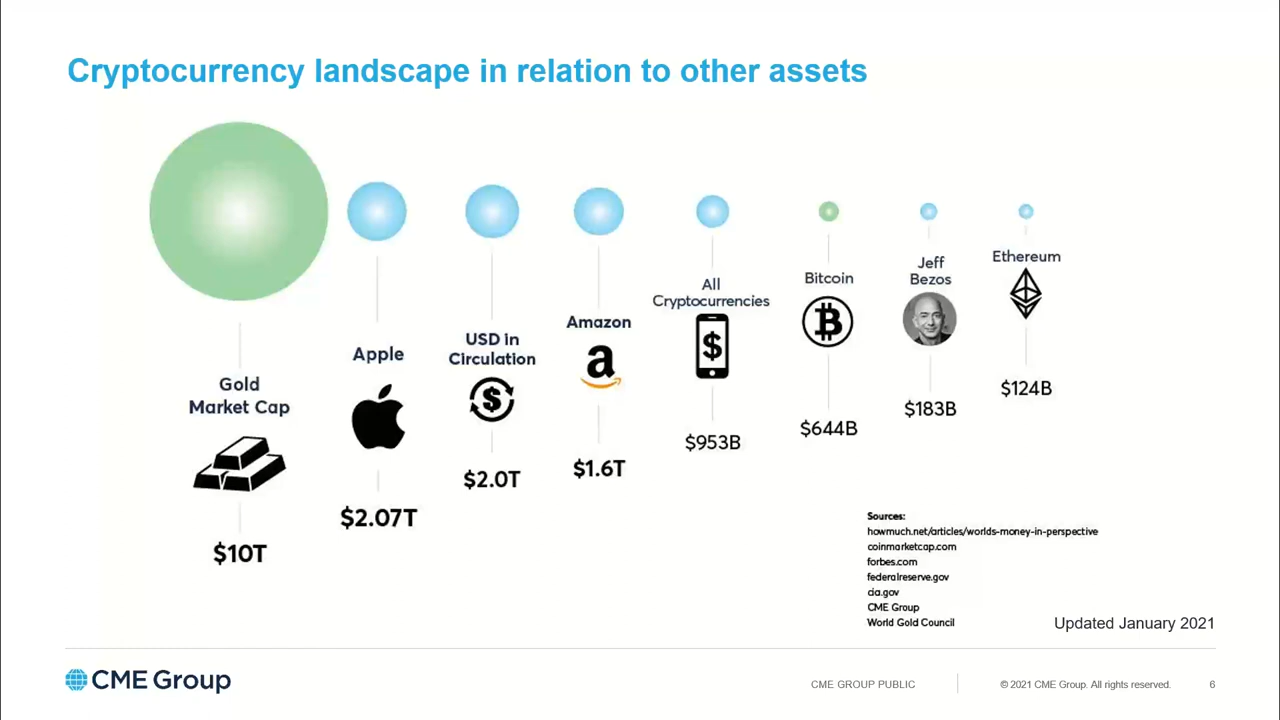 Cryptocurrency landscape in relation to other assets
Gold
Market Cap
$10T
Apple
$2.07T
USD in
Circulation
$
$2.0T
Amazon
a
$1.6T
All
Cryptocurrencies
$
$953B
Bitcoin
$644B
Jeff
Bezos
$183B
Ethereum
$124B
Sources:
howmuch.net/articles/worlds-money-in-perspective
coinmarketcap.com
forbes.com
federalreserve.gov
cia.gov
CME Group
World Gold Council
Updated January 2021
CME Group
CME GROUP PUBLIC
© 2021 CME Group. All rights reserved.
6